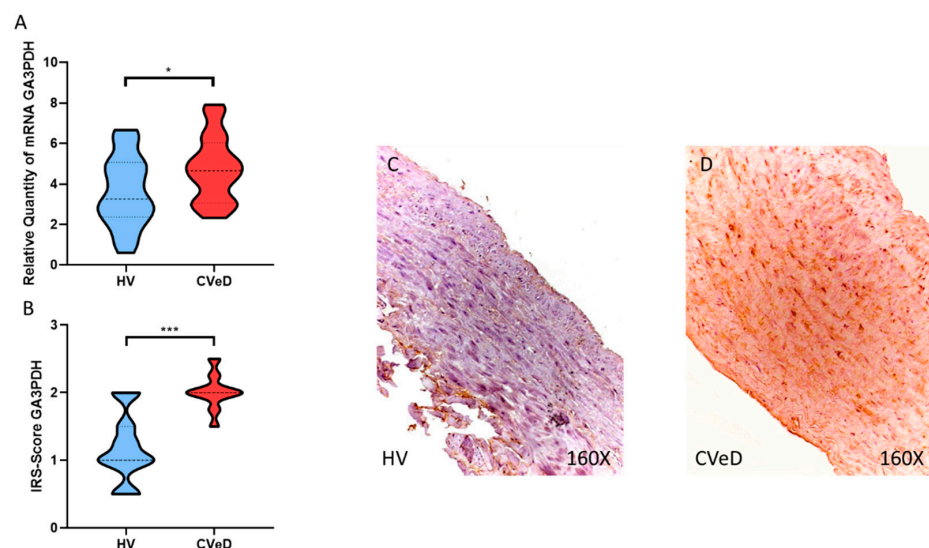 A
Relative Quantity of mRNA GA3PDH
10
8
6
4
2
0
*
HV
CVeD
B
IRS-Score GA3PDH
3
2
1
0
***
HV
CVeD
C
HV
160X
D
CVeD
160X